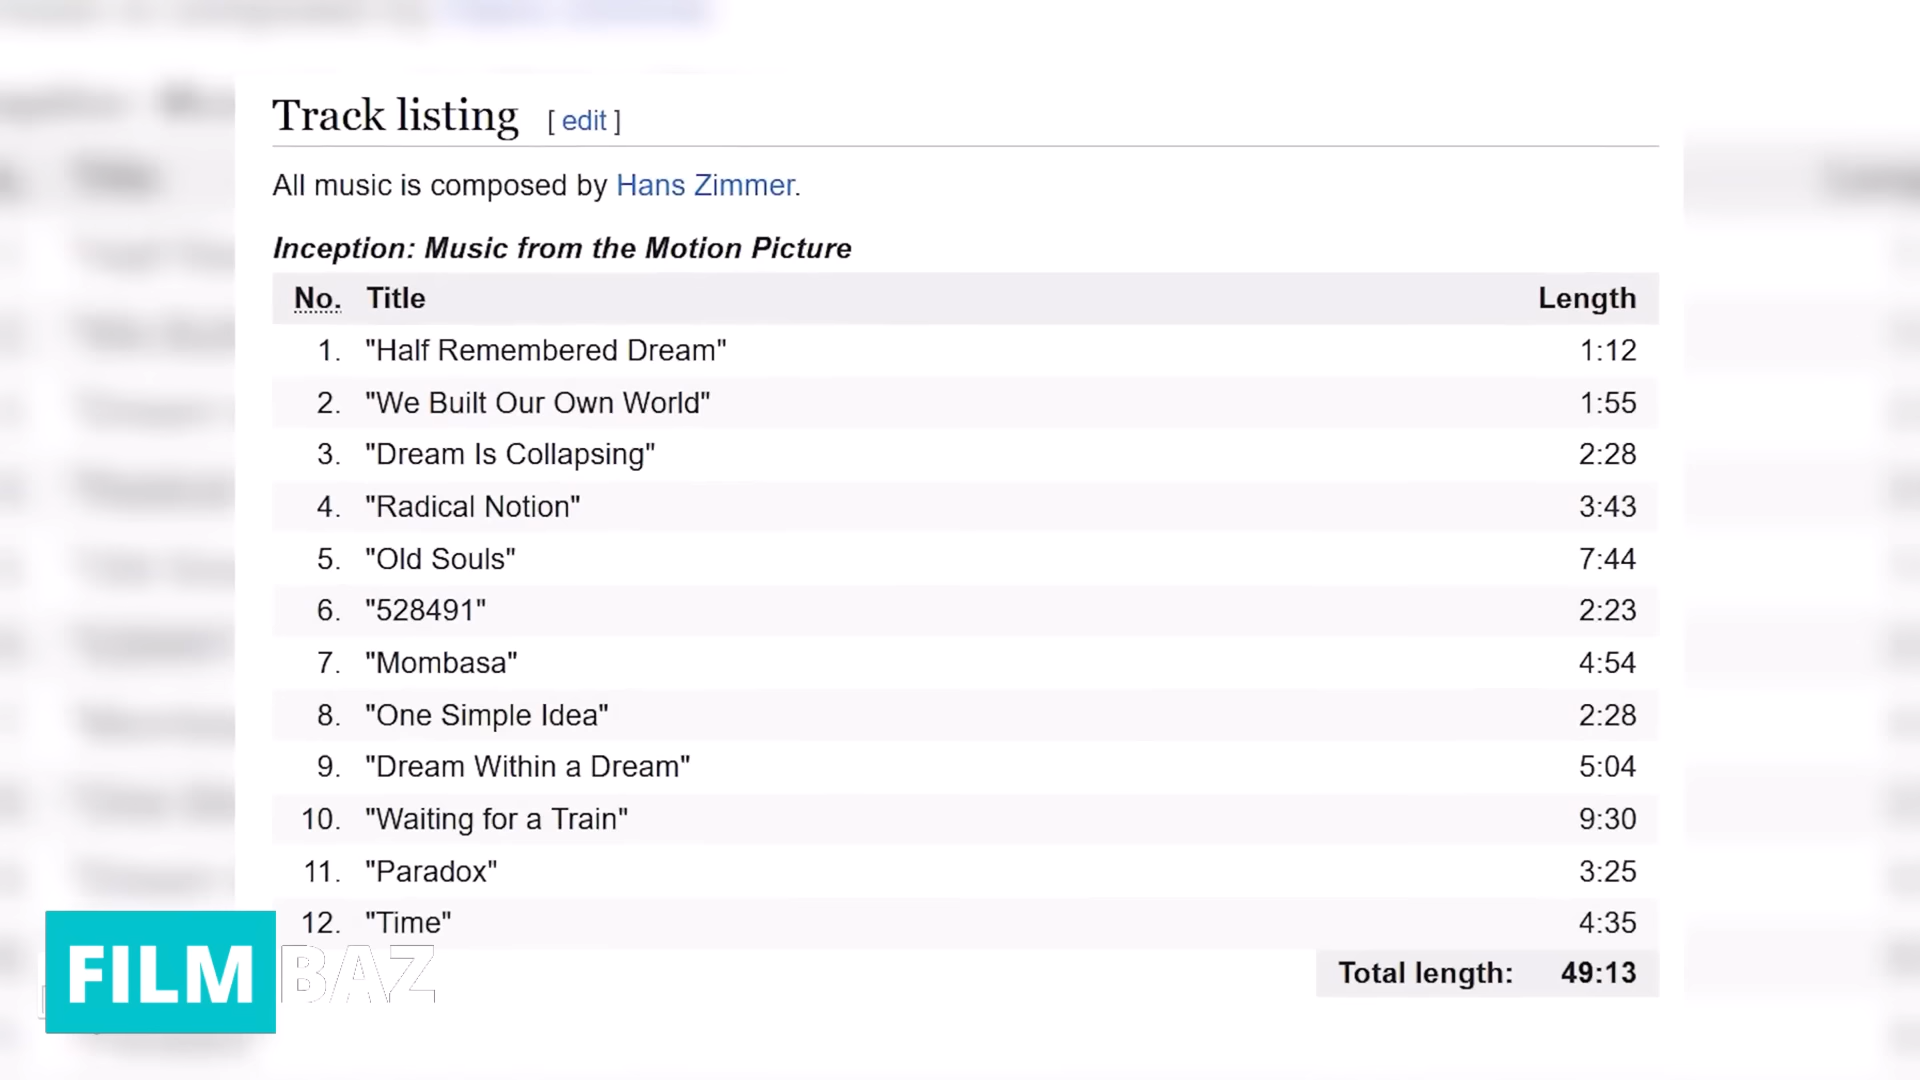 Track listing [ edit ]
All music is composed by Hans Zimmer.
Inception: Music from the Motion Picture
No. Title Length
1. "Half Remembered Dream" 1:12
2. "We Built Our Own World" 1:55
3. "Dream Is Collapsing" 2:28
4. "Radical Notion" 3:43
5. "Old Souls" 7:44
6. "528491" 2:23
7. "Mombasa" 4:54
8. "One Simple Idea" 2:28
9. "Dream Within a Dream" 5:04
10. "Waiting for a Train" 9:30
11. "Paradox" 3:25
12. "Time" 4:35
Total length: 49:13
FILMBAZ